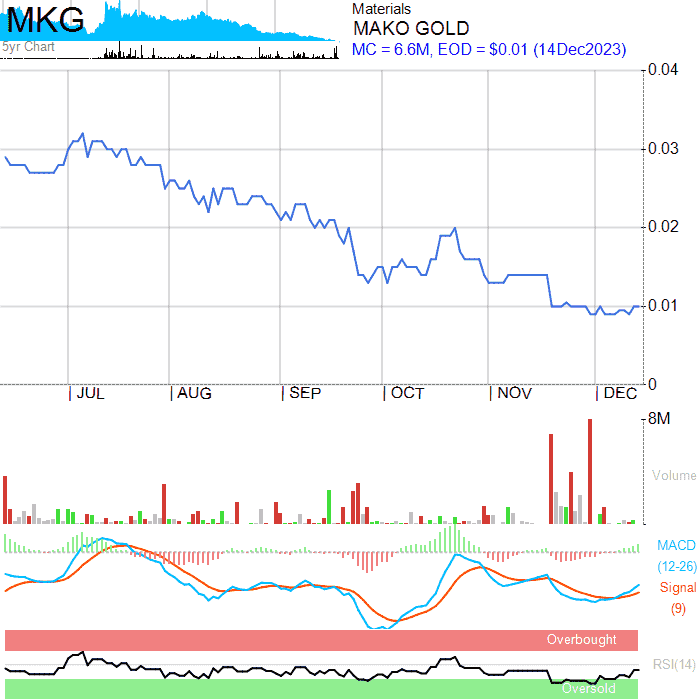 MKG
5yr Chart
Materials
MAKO GOLD
MC = 6.6M, EOD = $0.01 (14Dec2023)
0.04
0.03
0.02
0.01
0
JUL
AUG
SEP
OCT
NOV
DEC
8M
Volume
MACD
(12-26)
Signal
(9)
Overbought
RSI(14)
Oversold